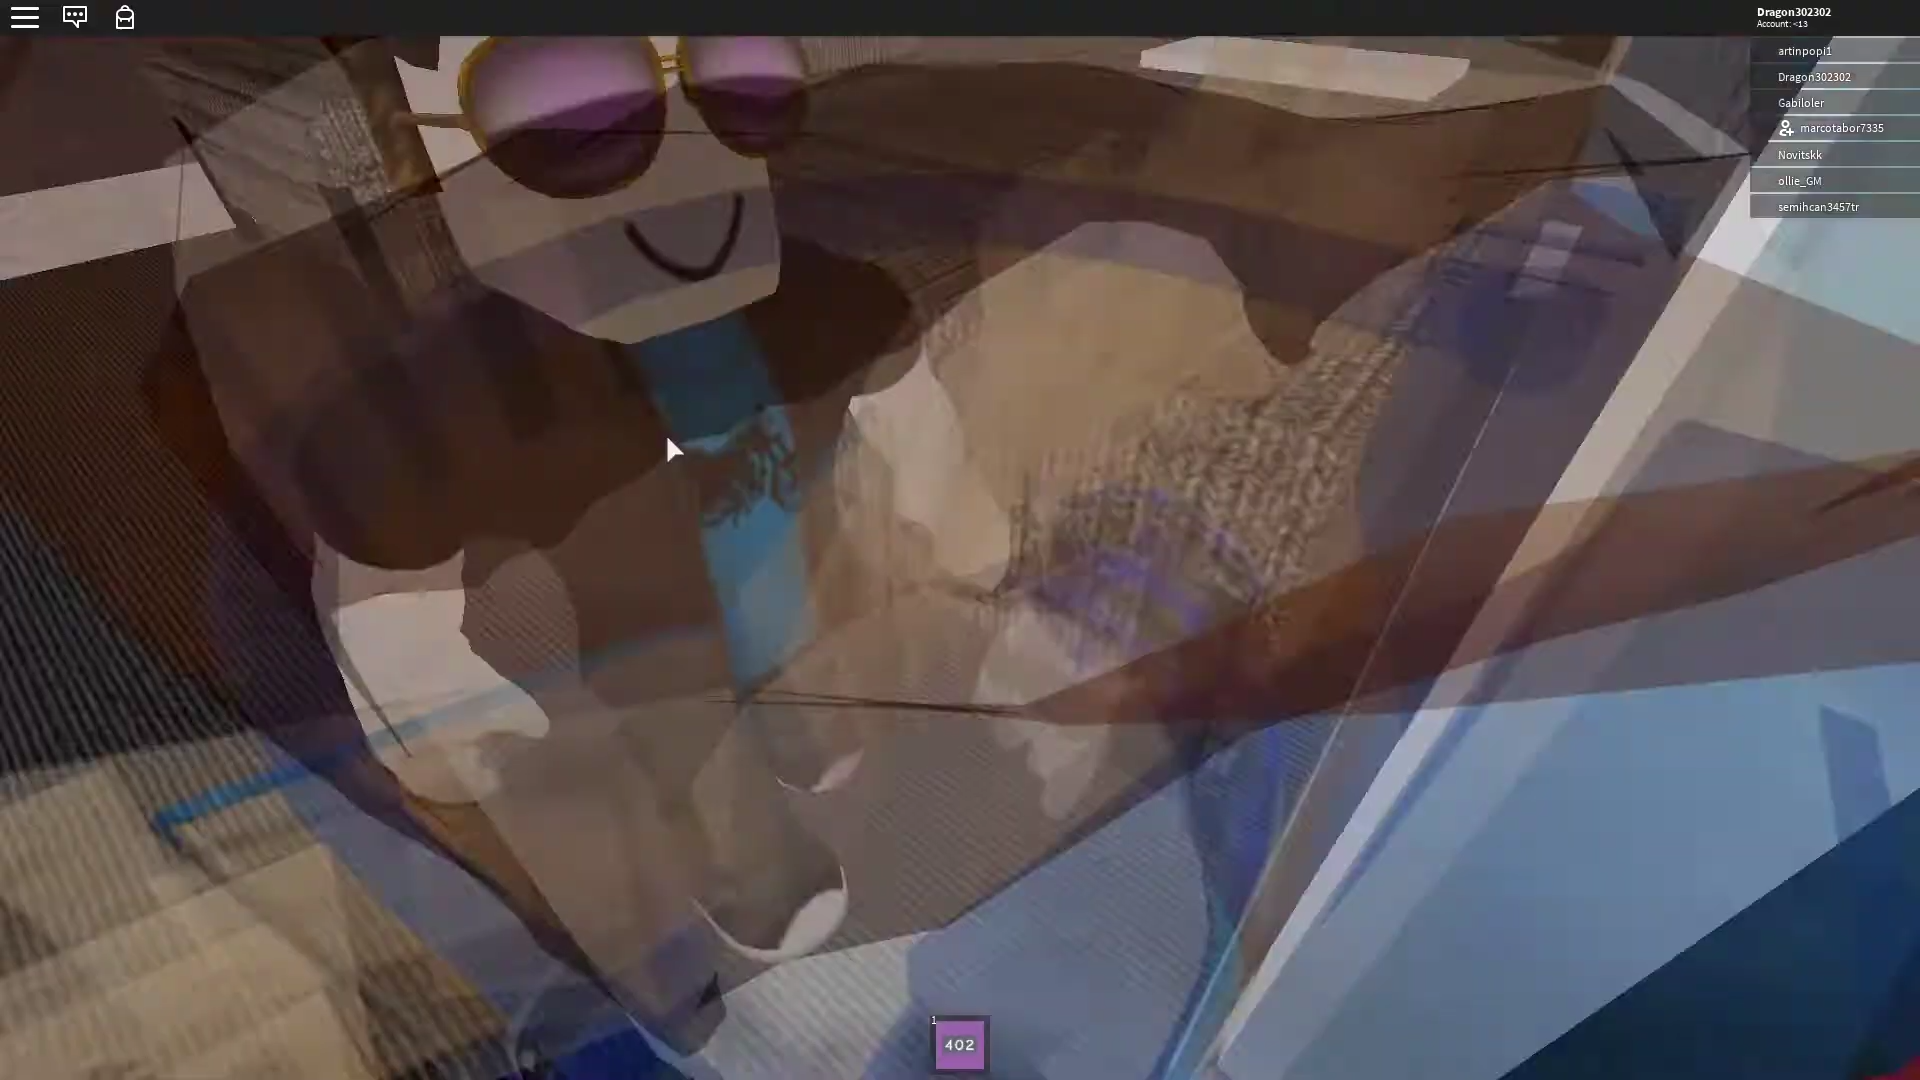 Dragon302302
Account: <13
artinpopi1
Dragon302302
Gabiloler
marcotabor7335
Novitskk
ollie_GM
semihcan3457tr
1
402